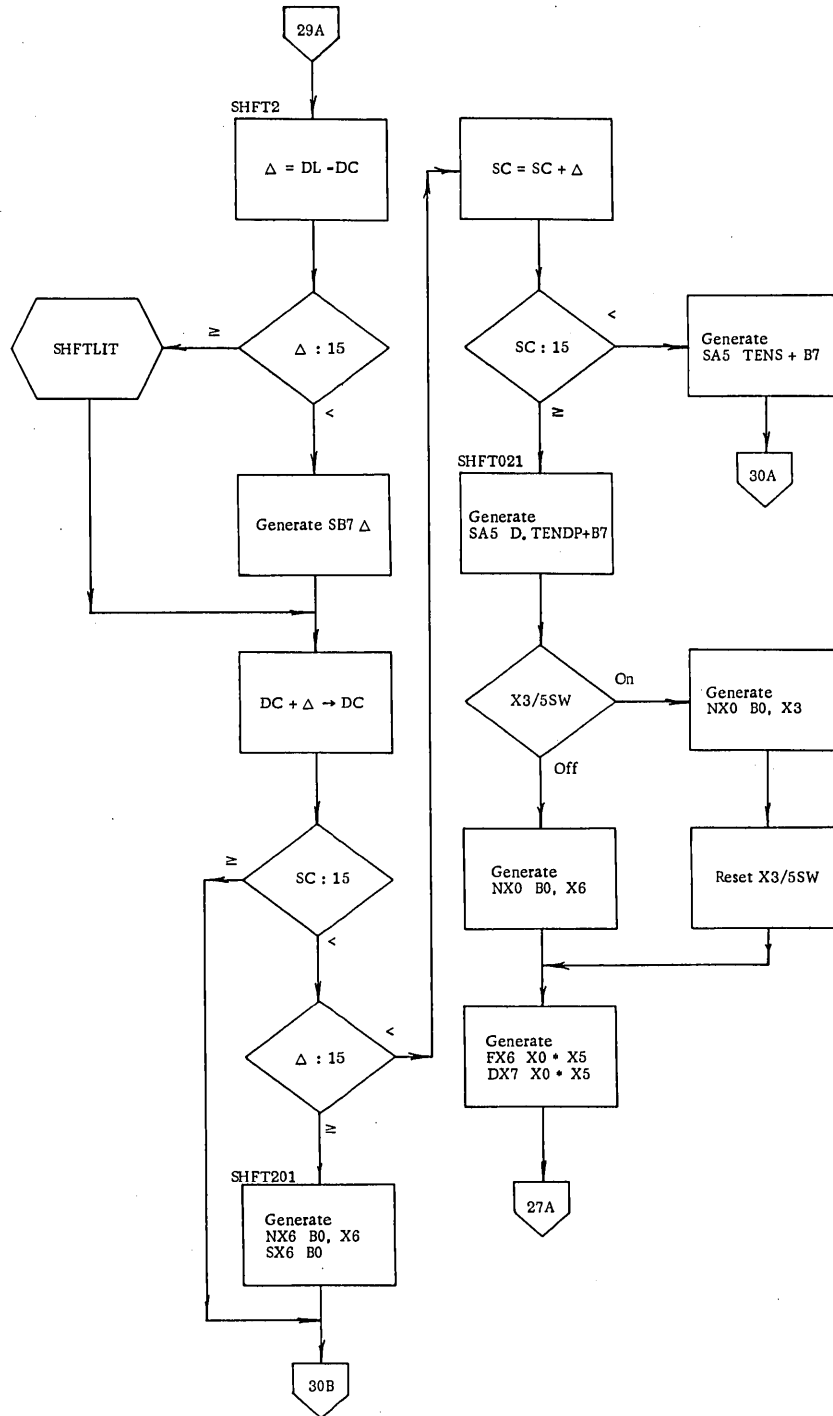 29A
SHFT2
△ = DL - DC
△ : 15
≥
<
SHFTLIT
Generate SB7 △
DC + △ → DC
SC : 15
≥
<
△ : 15
<
≥
SHFT201
Generate
NX6 B0, X6
SX6 B0
30B
SC = SC + △
SC : 15
<
≥
Generate
SA5 TENS + B7
30A
SHFT021
Generate
SA5 D. TENDP+B7
X3/5SW
On
Off
Generate
NX0 B0, X3
Reset X3/5SW
Generate
NX0 B0, X6
Generate
FX6 X0 * X5
DX7 X0 * X5
27A